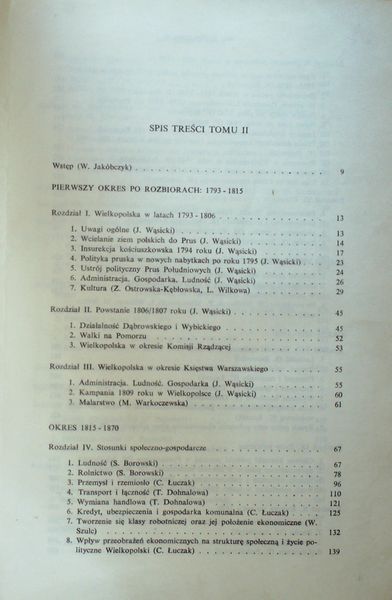 SPIS TREŚCI TOMU II
Wstęp (W. Jakóbczyk) . . . . . . . . . . . . . . . . . . . 9
PIERWSZY OKRES PO ROZBIORACH: 1793-1815
Rozdział I. Wielkopolska w latach 1793-1806 . . . . . . . . . . 13
1. Uwagi ogólne (J. Wąsicki) . . . . . . . . . . . . . . 13
2. Wcielanie ziem polskich do Prus (J. Wąsicki) . . . . . . . 14
3. Insurekcja kościuszkowska 1794 roku (J. Wąsicki) . . . . . . 17
4. Polityka pruska w nowych nabytkach po roku 1795 (J. Wąsicki) . . 23
5. Ustrój polityczny Prus Południowych (J. Wąsicki) . . . . . . 24
6. Administracja. Gospodarka. Ludność (J. Wąsicki) . . . . . . 26
7. Kultura (Z. Ostrowska-Kębłowska, L. Wilkowa) . . . . . . . 29
Rozdział II. Powstanie 1806/1807 roku (J. Wąsicki) . . . . . . . . 45
1. Działalność Dąbrowskiego i Wybickiego . . . . . . . . . 45
2. Walki na Pomorzu . . . . . . . . . . . . . . . . 52
3. Wielkopolska w okresie Komisji Rządzącej . . . . . . . . 53
Rozdział III. Wielkopolska w okresie Księstwa Warszawskiego . . . . . 55
1. Administracja. Ludność. Gospodarka (J. Wąsicki) . . . . . . 55
2. Kampania 1809 roku w Wielkopolsce (J. Wąsicki) . . . . . . 60
3. Malarstwo (M. Warkoczewska) . . . . . . . . . . . . 61
OKRES 1815-1870
Rozdział IV. Stosunki społeczno-gospodarcze . . . . . . . . . . 67
1. Ludność (S. Borowski) . . . . . . . . . . . . . . . 67
2. Rolnictwo (S. Borowski) . . . . . . . . . . . . . . 78
3. Przemysł i rzemiosło (C. Łuczak) . . . . . . . . . . . 96
4. Transport i łączność (T. Dohnalowa) . . . . . . . . . . 110
5. Wymiana handlowa (T. Dohnalowa) . . . . . . . . . . 121
6. Kredyt, ubezpieczenia i gospodarka komunalna (C. Łuczak) . . . . 125
7. Tworzenie się klasy robotniczej oraz jej położenie ekonomiczne (W.
Szulc) . . . . . . . . . . . . . . . . . . . . 132
8. Wpływ przeobrażeń ekonomicznych na strukturę społeczną i życie po-
lityczne Wielkopolski (C. Łuczak) . . . . . . . . . . . 139